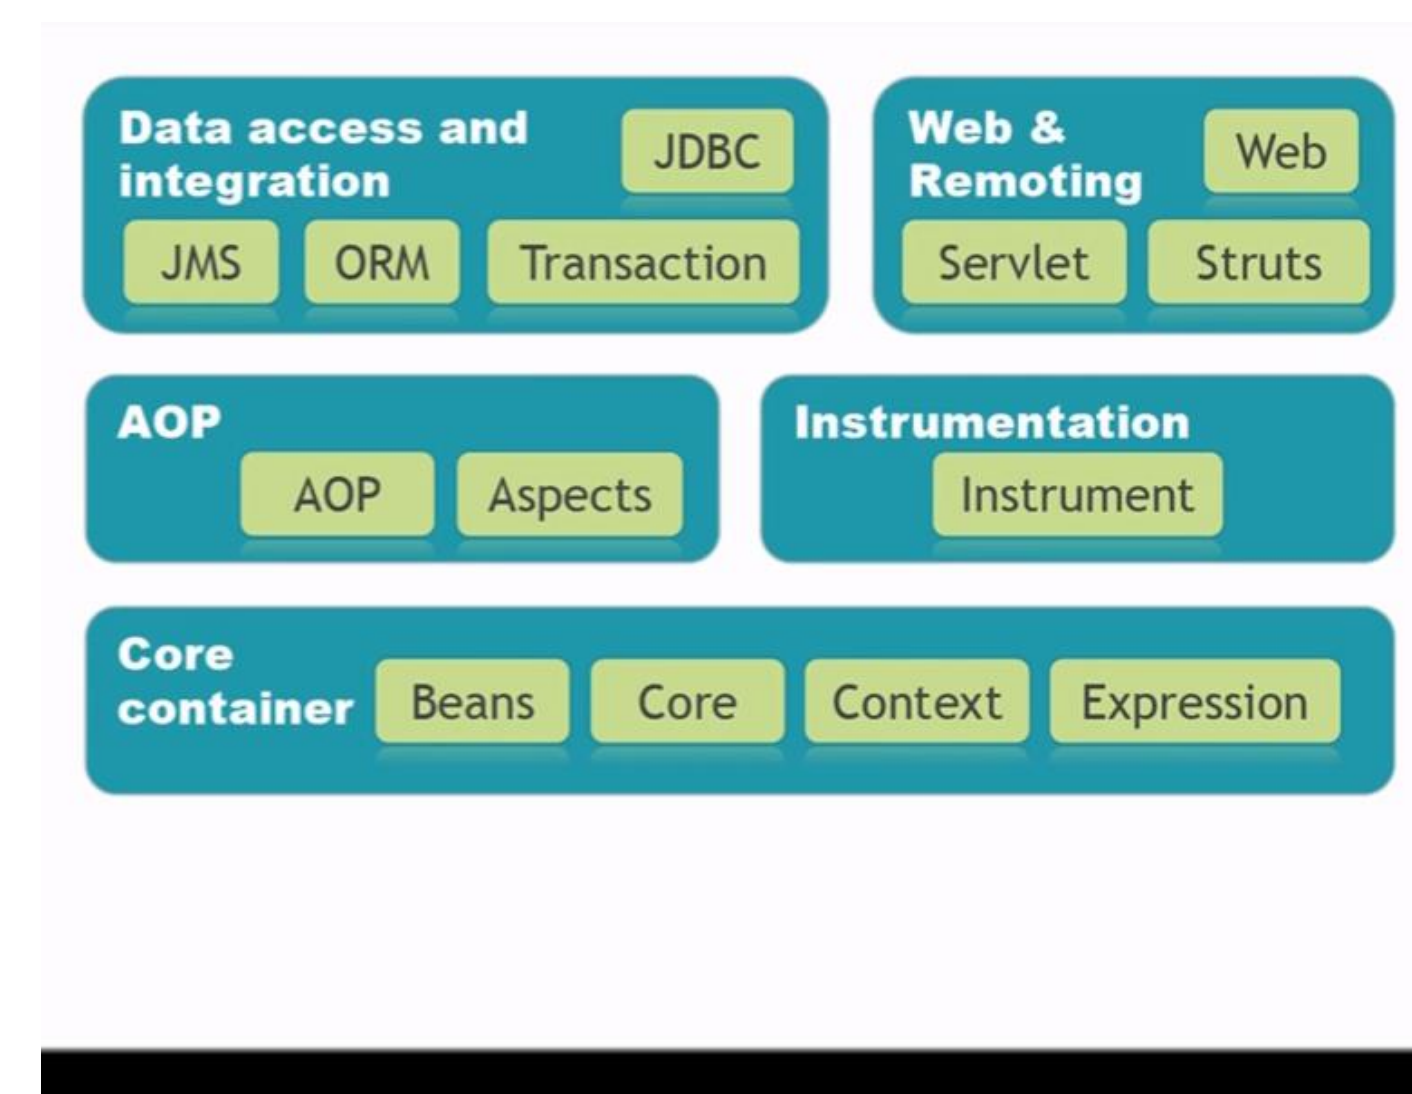 Data access and
integration
JDBC
JMS
ORM
Transaction
Web &
Remoting
Web
Servlet
Struts
AOP
AOP
Aspects
Instrumentation
Instrument
Core
container
Beans
Core
Context
Expression